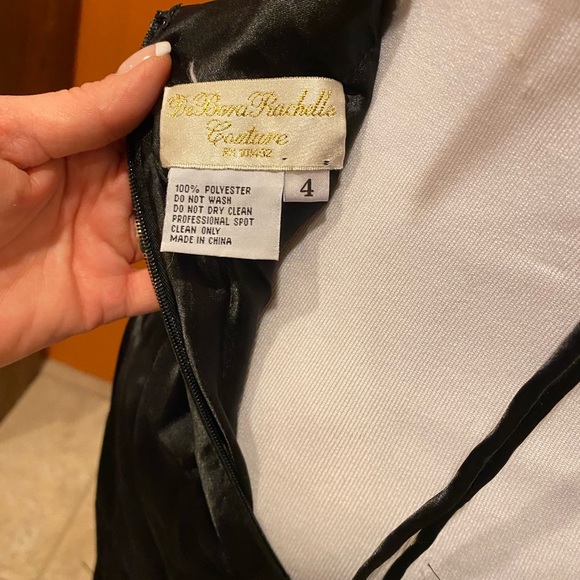 DeBora Rachelle
Couture
RN 111452
100% POLYESTER
DO NOT WASH
DO NOT DRY CLEAN
PROFESSIONAL SPOT
CLEAN ONLY
MADE IN CHINA
4